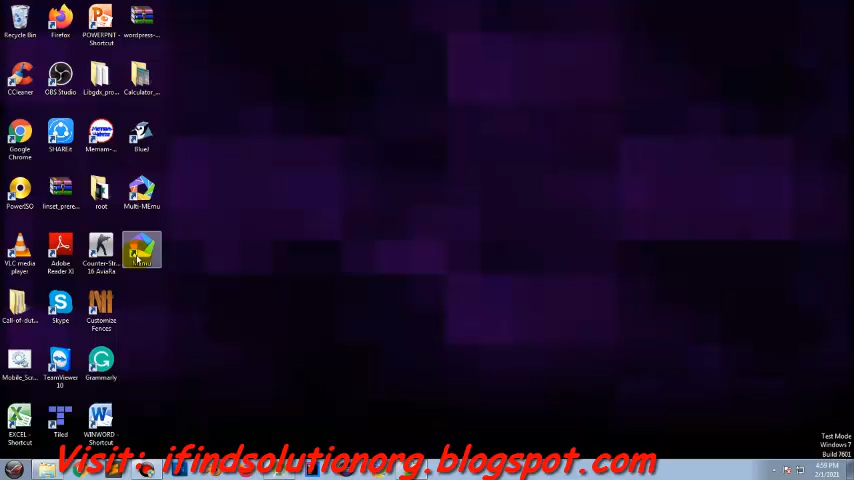 Recycle Bin
Firefox
POWERPNT - Shortcut
wordpress-...
CCleaner
OBS Studio
Libgdx_pro...
Calculator_...
Google Chrome
SHAREit
Merriam-...
BlueJ
PowerISO
linset_prere...
root
Multi-MEmu
VLC media player
Adobe Reader XI
Counter-Str... 16 AviaRa
MEmu
Call-of-dut...
Skype
Customize Fences
Mobile_Scr...
TeamViewer 10
Grammarly
EXCEL - Shortcut
Tiled
WINWORD - Shortcut
Test Mode
Windows 7
Build 7601
Visit: ifindsolutionorg.blogspot.com
4:59 PM
2/1/2021